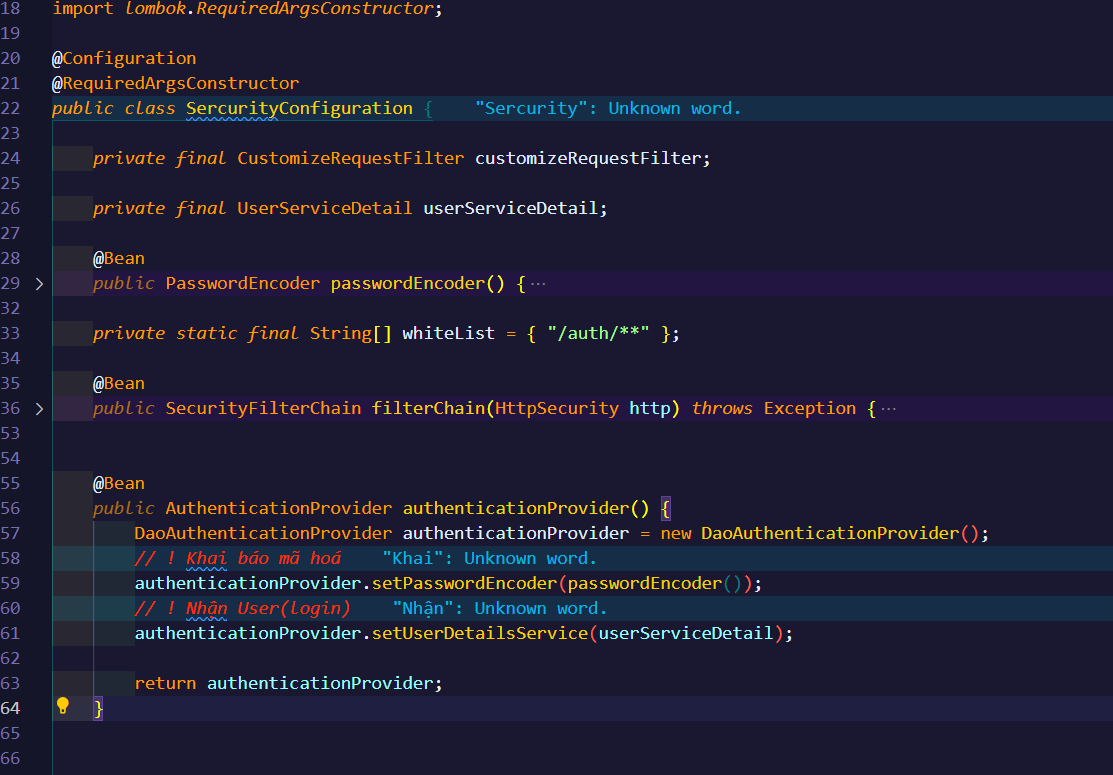 18 import lombok.RequiredArgsConstructor;
19
20 @Configuration
21 @RequiredArgsConstructor
22 public class SercurityConfiguration { "Sercurity": Unknown word.
23
24 private final CustomizeRequestFilter customizeRequestFilter;
25
26 private final UserServiceDetail userServiceDetail;
27
28 @Bean
29 public PasswordEncoder passwordEncoder() { ···
32
33 private static final String[] whiteList = { "/auth/**" };
34
35 @Bean
36 public SecurityFilterChain filterChain(HttpSecurity http) throws Exception { ···
53
54
55 @Bean
56 public AuthenticationProvider authenticationProvider() {
57 DaoAuthenticationProvider authenticationProvider = new DaoAuthenticationProvider();
58 // ! Khai báo mã hoá "Khai": Unknown word.
59 authenticationProvider.setPasswordEncoder(passwordEncoder());
60 // ! Nhận User(login) "Nhận": Unknown word.
61 authenticationProvider.setUserDetailsService(userServiceDetail);
62
63 return authenticationProvider;
64 }
65
66